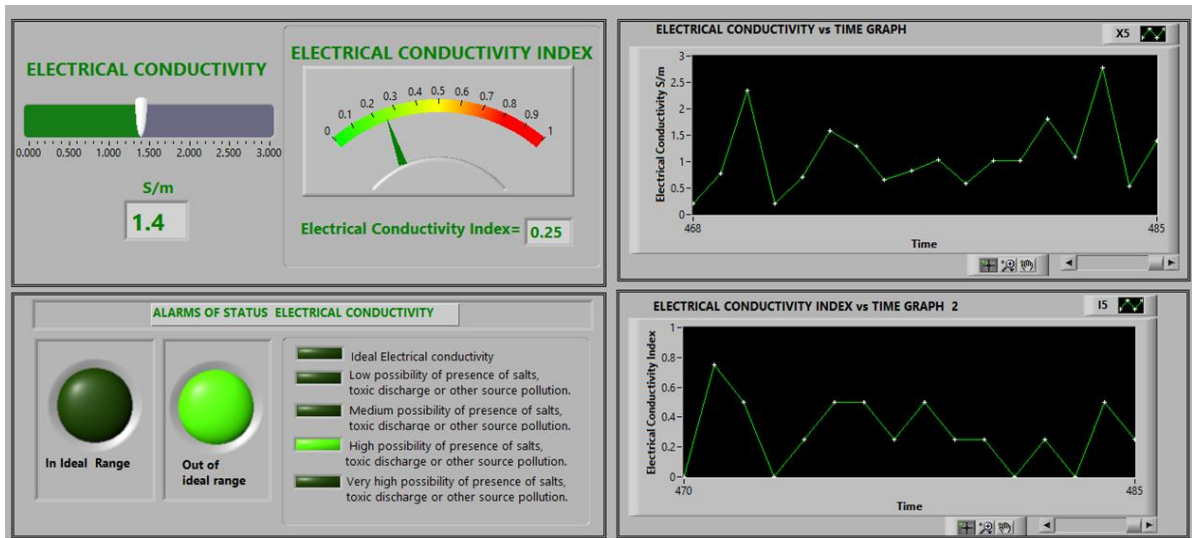 ELECTRICAL CONDUCTIVITY
0.000 0.500 1.000 1.500 2.000 2.500 3.000
S/m
1.4
ELECTRICAL CONDUCTIVITY INDEX
0 0.1 0.2 0.3 0.4 0.5 0.6 0.7 0.8 0.9 1
Electrical Conductivity Index= 0.25
ELECTRICAL CONDUCTIVITY vs TIME GRAPH
X5
Electrical Conductivity S/m
3
2.5
2
1.5
1
0.5
0
468 485
Time
ALARMS OF STATUS ELECTRICAL CONDUCTIVITY
In Ideal Range
Out of
ideal range
Ideal Electrical conductivity
Low possibility of presence of salts,
toxic discharge or other source pollution.
Medium possibility of presence of salts,
toxic discharge or other source pollution.
High possibility of presence of salts,
toxic discharge or other source pollution.
Very high possibility of presence of salts,
toxic discharge or other source pollution.
ELECTRICAL CONDUCTIVITY INDEX vs TIME GRAPH 2
I5
Electrical Conductivity Index
1
0.8
0.6
0.4
0.2
0
470 485
Time